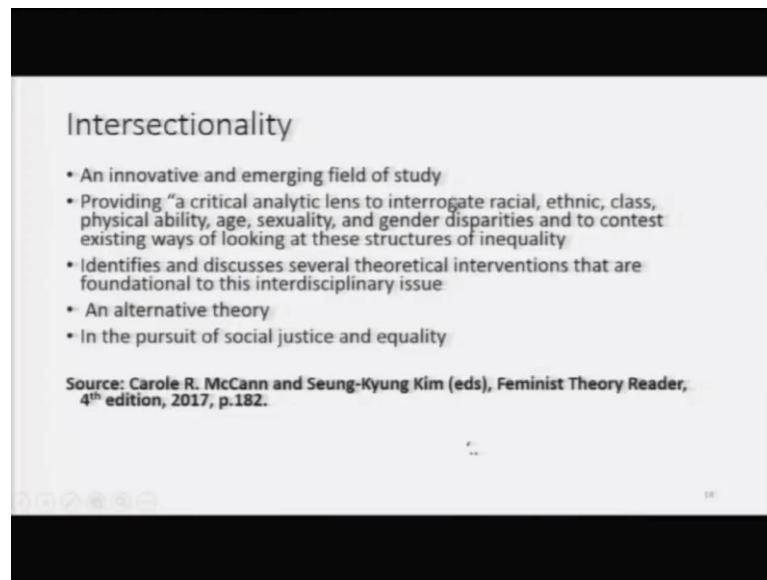 Intersectionality
• An innovative and emerging field of study
• Providing “a critical analytic lens to interrogate racial, ethnic, class,
physical ability, age, sexuality, and gender disparities and to contest
existing ways of looking at these structures of inequality
• Identifies and discusses several theoretical interventions that are
foundational to this interdisciplinary issue
• An alternative theory
• In the pursuit of social justice and equality
Source: Carole R. McCann and Seung-Kyung Kim (eds), Feminist Theory Reader,
4th edition, 2017, p.182.